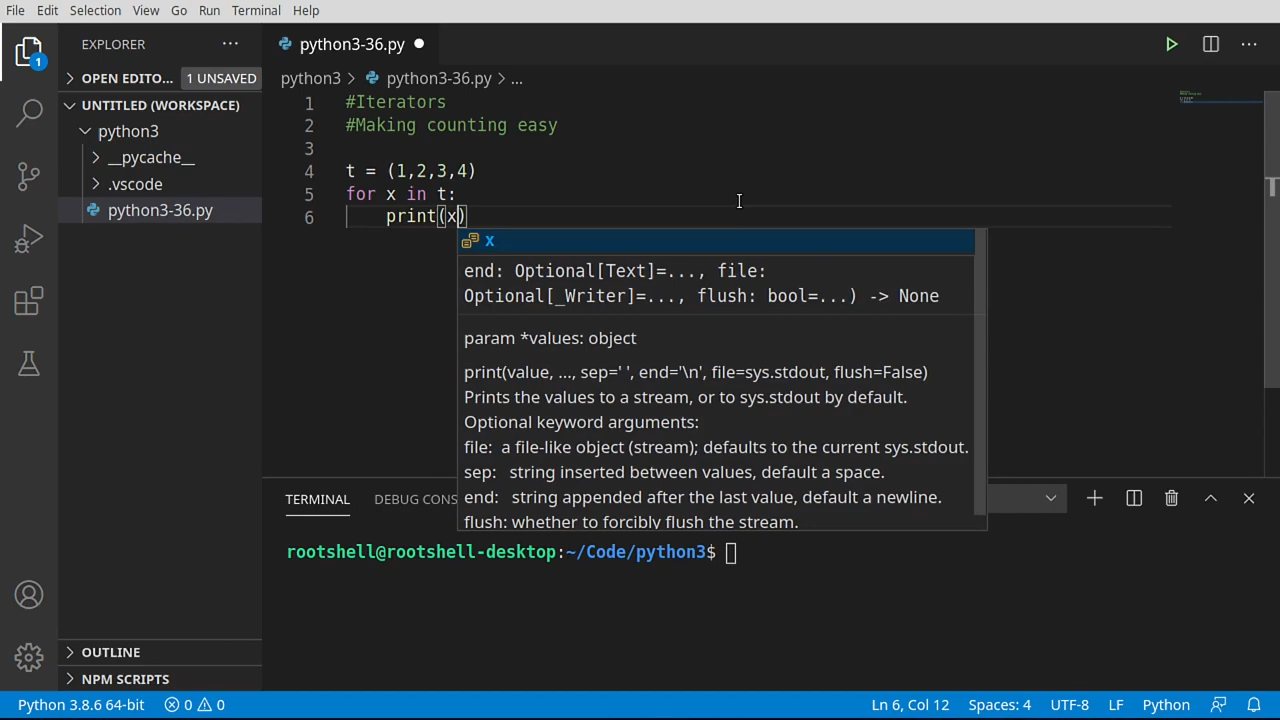 File Edit Selection View Go Run Terminal Help
1
EXPLORER
OPEN EDITO... 1 UNSAVED
UNTITLED (WORKSPACE)
python3
__pycache__
.vscode
python3-36.py
OUTLINE
NPM SCRIPTS
python3-36.py
python3 > python3-36.py > ...
1 #Iterators
2 #Making counting easy
3
4 t = (1,2,3,4)
5 for x in t:
6 print(x)
x
end: Optional[Text]=..., file:
Optional[_Writer]=..., flush: bool=...) -> None
param *values: object
print(value, ..., sep=' ', end='\n', file=sys.stdout, flush=False)
Prints the values to a stream, or to sys.stdout by default.
Optional keyword arguments:
file: a file-like object (stream); defaults to the current sys.stdout.
sep: string inserted between values, default a space.
end: string appended after the last value, default a newline.
flush: whether to forcibly flush the stream.
TERMINAL DEBUG CONS
rootshell@rootshell-desktop:~/Code/python3$
Python 3.8.6 64-bit 0 0 Ln 6, Col 12 Spaces: 4 UTF-8 LF Python